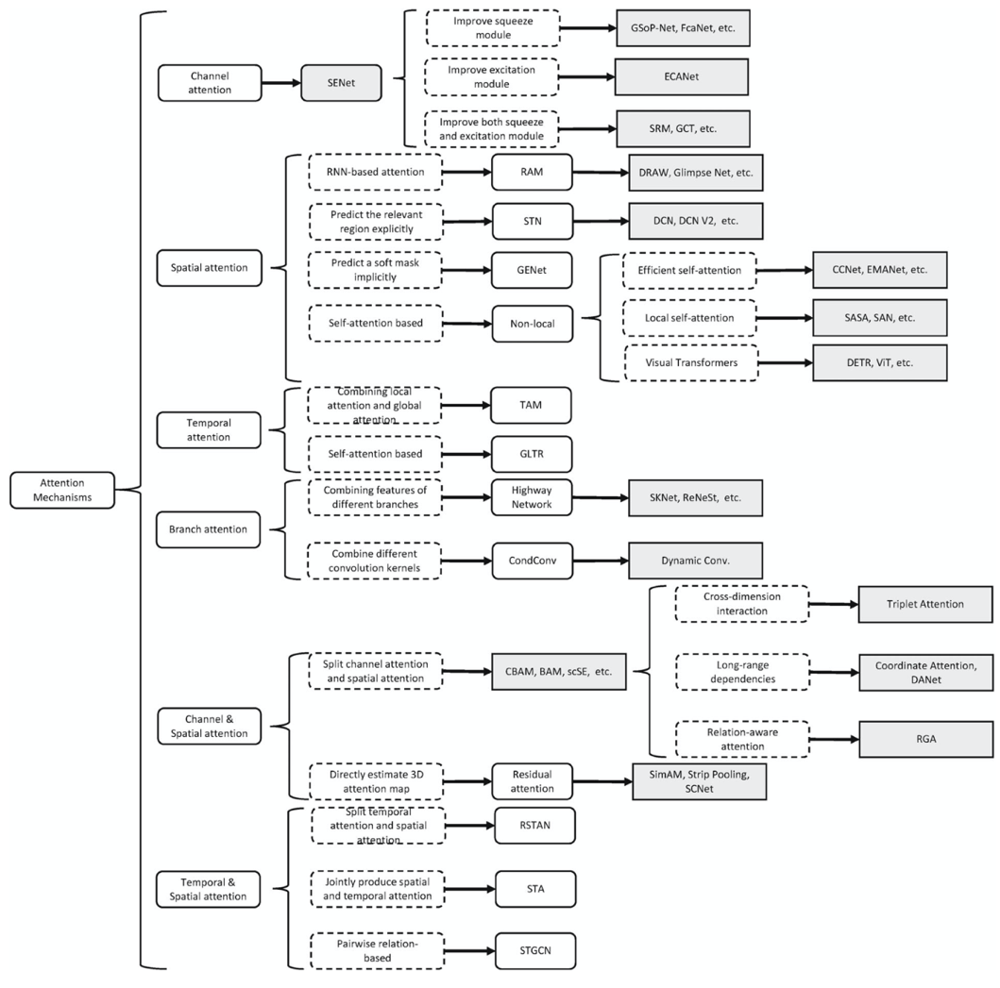 Improve squeeze
module
GSoP-Net, FcaNet, etc.
Channel
attention
SENet
Improve excitation
module
ECANet
Improve both squeeze
and excitation module
SRM, GCT, etc.
RNN-based attention
RAM
DRAW, Glimpse Net, etc.
Predict the relevant
region explicitly
STN
DCN, DCN V2, etc.
Spatial attention
Predict a soft mask
implicitly
GENet
Efficient self-attention
CCNet, EMANet, etc.
Self-attention based
Non-local
Local self-attention
SASA, SAN, etc.
Visual Transformers
DETR, ViT, etc.
Temporal
attention
Combining local
attention and global
attention
TAM
Self-attention based
GLTR
Attention
Mechanisms
Combining features of
different branches
Highway
Network
SKNet, ReNeSt, etc.
Branch attention
Combine different
convolution kernels
CondConv
Dynamic Conv.
Cross-dimension
interaction
Triplet Attention
Split channel attention
and spatial attention
CBAM, BAM, scSE, etc.
Long-range
dependencies
Coordinate Attention,
DANet
Channel &
Spatial attention
Relation-aware
attention
RGA
Directly estimate 3D
attention map
Residual
attention
SimAM, Strip Pooling,
SCNet
Split temporal
attention and spatial
attention
RSTAN
Temporal &
Spatial attention
Jointly produce spatial
and temporal attention
STA
Pairwise relation-
based
STGCN